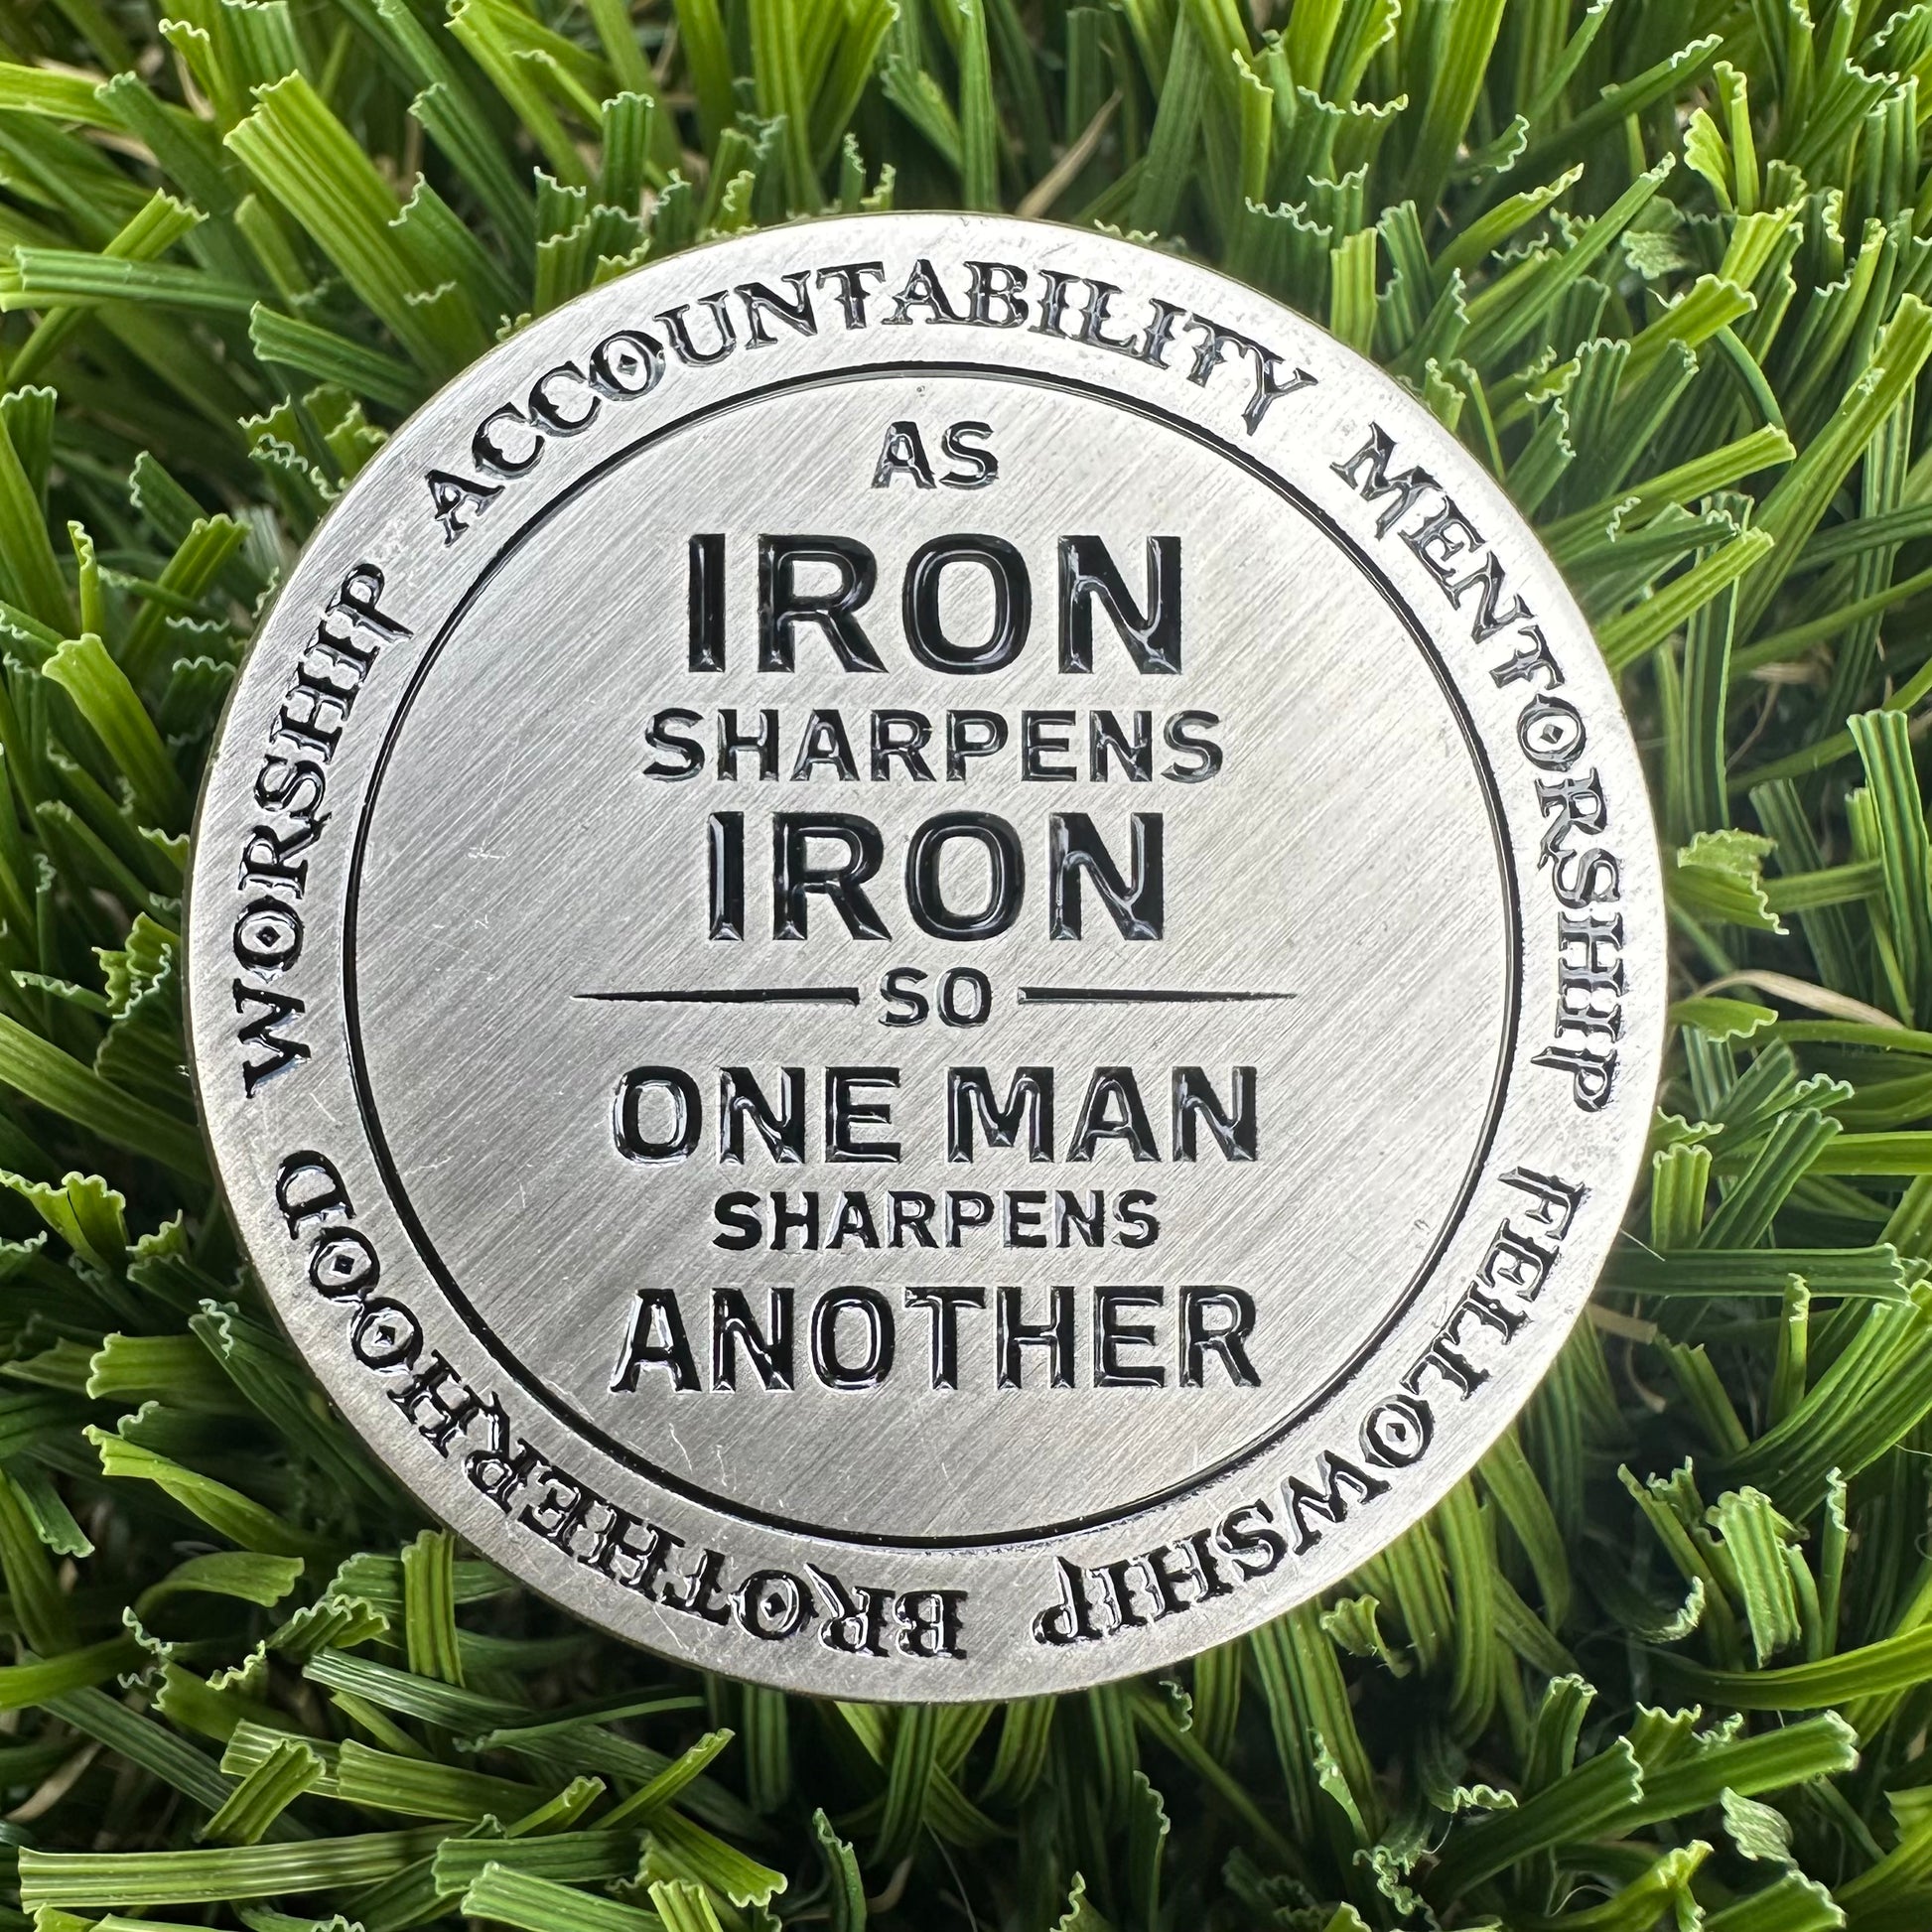 WORSHIP ACCOUNTABILITY MENTORSHIP FELLOWSHIP BROTHERHOOD
AS
IRON
SHARPENS
IRON
SO
ONE MAN
SHARPENS
ANOTHER